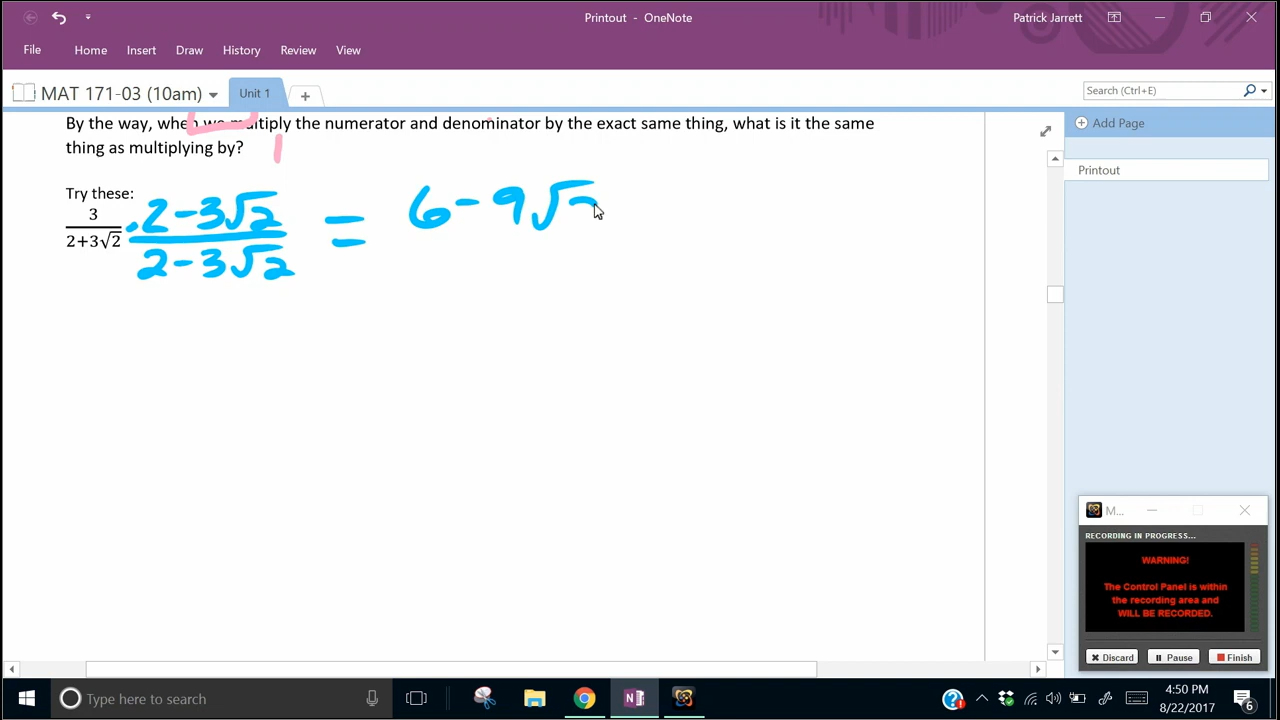 Printout - OneNote
Patrick Jarrett
File
Home
Insert
Draw
History
Review
View
MAT 171-03 (10am)
Unit 1
+
Search (Ctrl+E)
By the way, when we multiply the numerator and denominator by the exact same thing, what is it the same
thing as multiplying by?
1
Try these:
3
2+3√2
· 2 - 3√2
2 - 3√2
=
6 - 9√
Add Page
Printout
M...
RECORDING IN PROGRESS...
WARNING!
The Control Panel is within
the recording area and
WILL BE RECORDED.
Discard
Pause
Finish
Type here to search
4:50 PM
8/22/2017
6